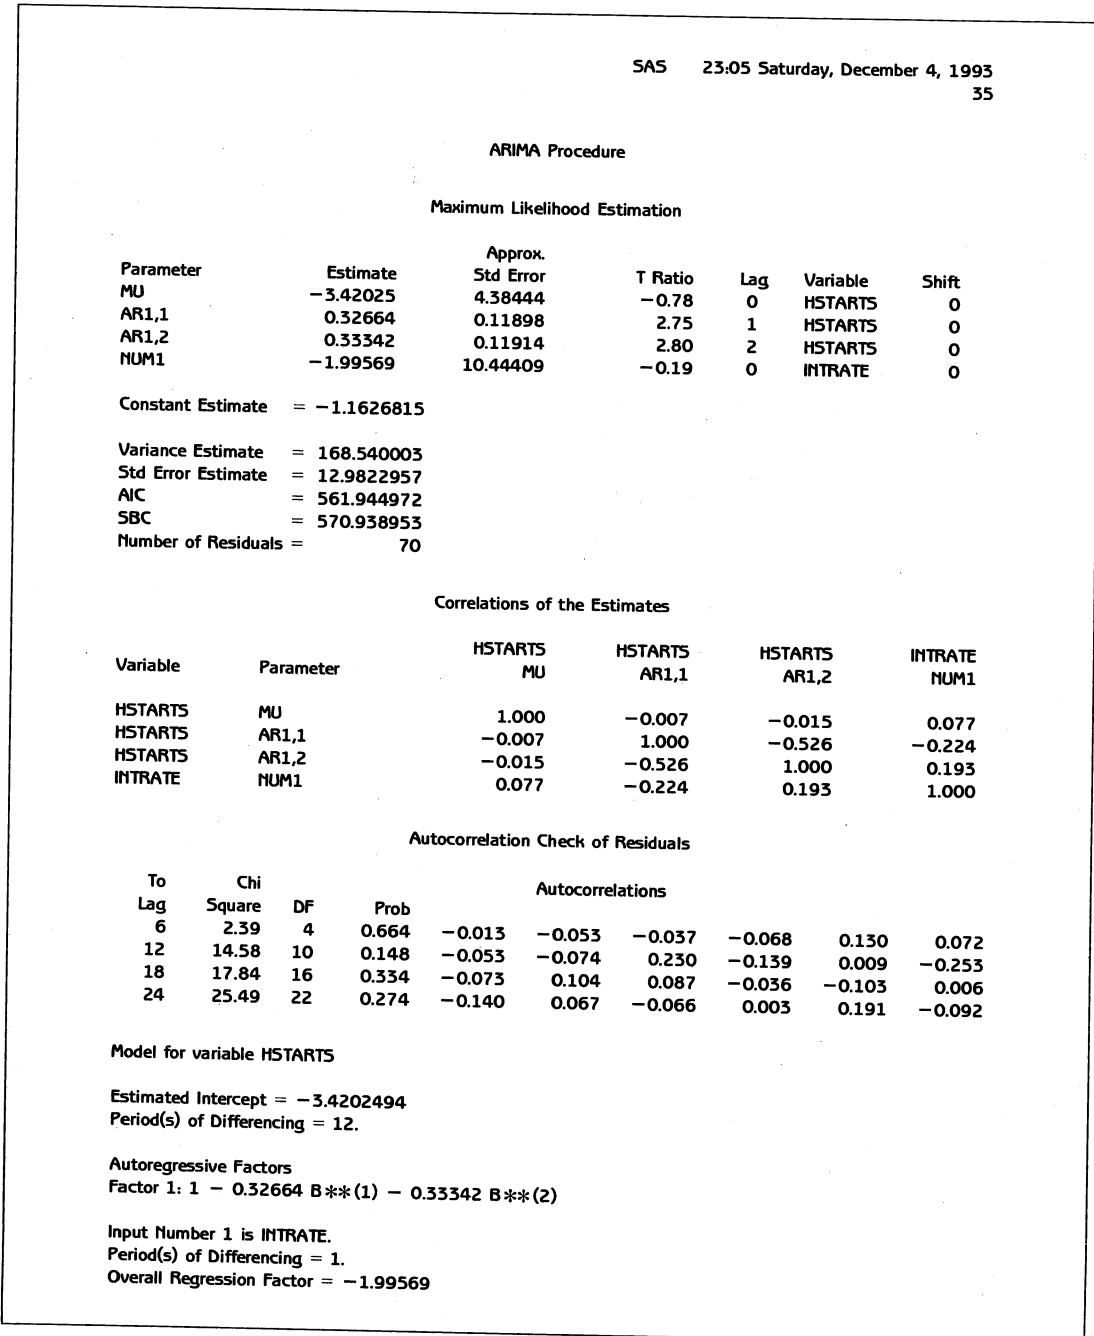 SAS 23:05 Saturday, December 4, 1993
35
ARIMA Procedure
Maximum Likelihood Estimation
Approx.
Parameter Estimate Std Error T Ratio Lag Variable Shift
MU −3.42025 4.38444 −0.78 0 HSTARTS 0
AR1,1 0.32664 0.11898 2.75 1 HSTARTS 0
AR1,2 0.33342 0.11914 2.80 2 HSTARTS 0
NUM1 −1.99569 10.44409 −0.19 0 INTRATE 0
Constant Estimate = −1.1626815
Variance Estimate = 168.540003
Std Error Estimate = 12.9822957
AIC = 561.944972
SBC = 570.938953
Number of Residuals = 70
Correlations of the Estimates
HSTARTS HSTARTS HSTARTS INTRATE
Variable Parameter MU AR1,1 AR1,2 NUM1
HSTARTS MU 1.000 −0.007 −0.015 0.077
HSTARTS AR1,1 −0.007 1.000 −0.526 −0.224
HSTARTS AR1,2 −0.015 −0.526 1.000 0.193
INTRATE NUM1 0.077 −0.224 0.193 1.000
Autocorrelation Check of Residuals
To Chi Autocorrelations
Lag Square DF Prob
6 2.39 4 0.664 −0.013 −0.053 −0.037 −0.068 0.130 0.072
12 14.58 10 0.148 −0.053 −0.074 0.230 −0.139 0.009 −0.253
18 17.84 16 0.334 −0.073 0.104 0.087 −0.036 −0.103 0.006
24 25.49 22 0.274 −0.140 0.067 −0.066 0.003 0.191 −0.092
Model for variable HSTARTS
Estimated Intercept = −3.4202494
Period(s) of Differencing = 12.
Autoregressive Factors
Factor 1: 1 − 0.32664 B**(1) − 0.33342 B**(2)
Input Number 1 is INTRATE.
Period(s) of Differencing = 1.
Overall Regression Factor = −1.99569